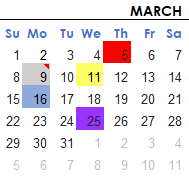 MARCH
Su Mo Tu We Th Fr Sa
1 2 3 4 5 6 7
8 9 10 11 12 13 14
15 16 17 18 19 20 21
22 23 24 25 26 27 28
29 30 31 1 2 3 4
5 6 7 8 9 10 11